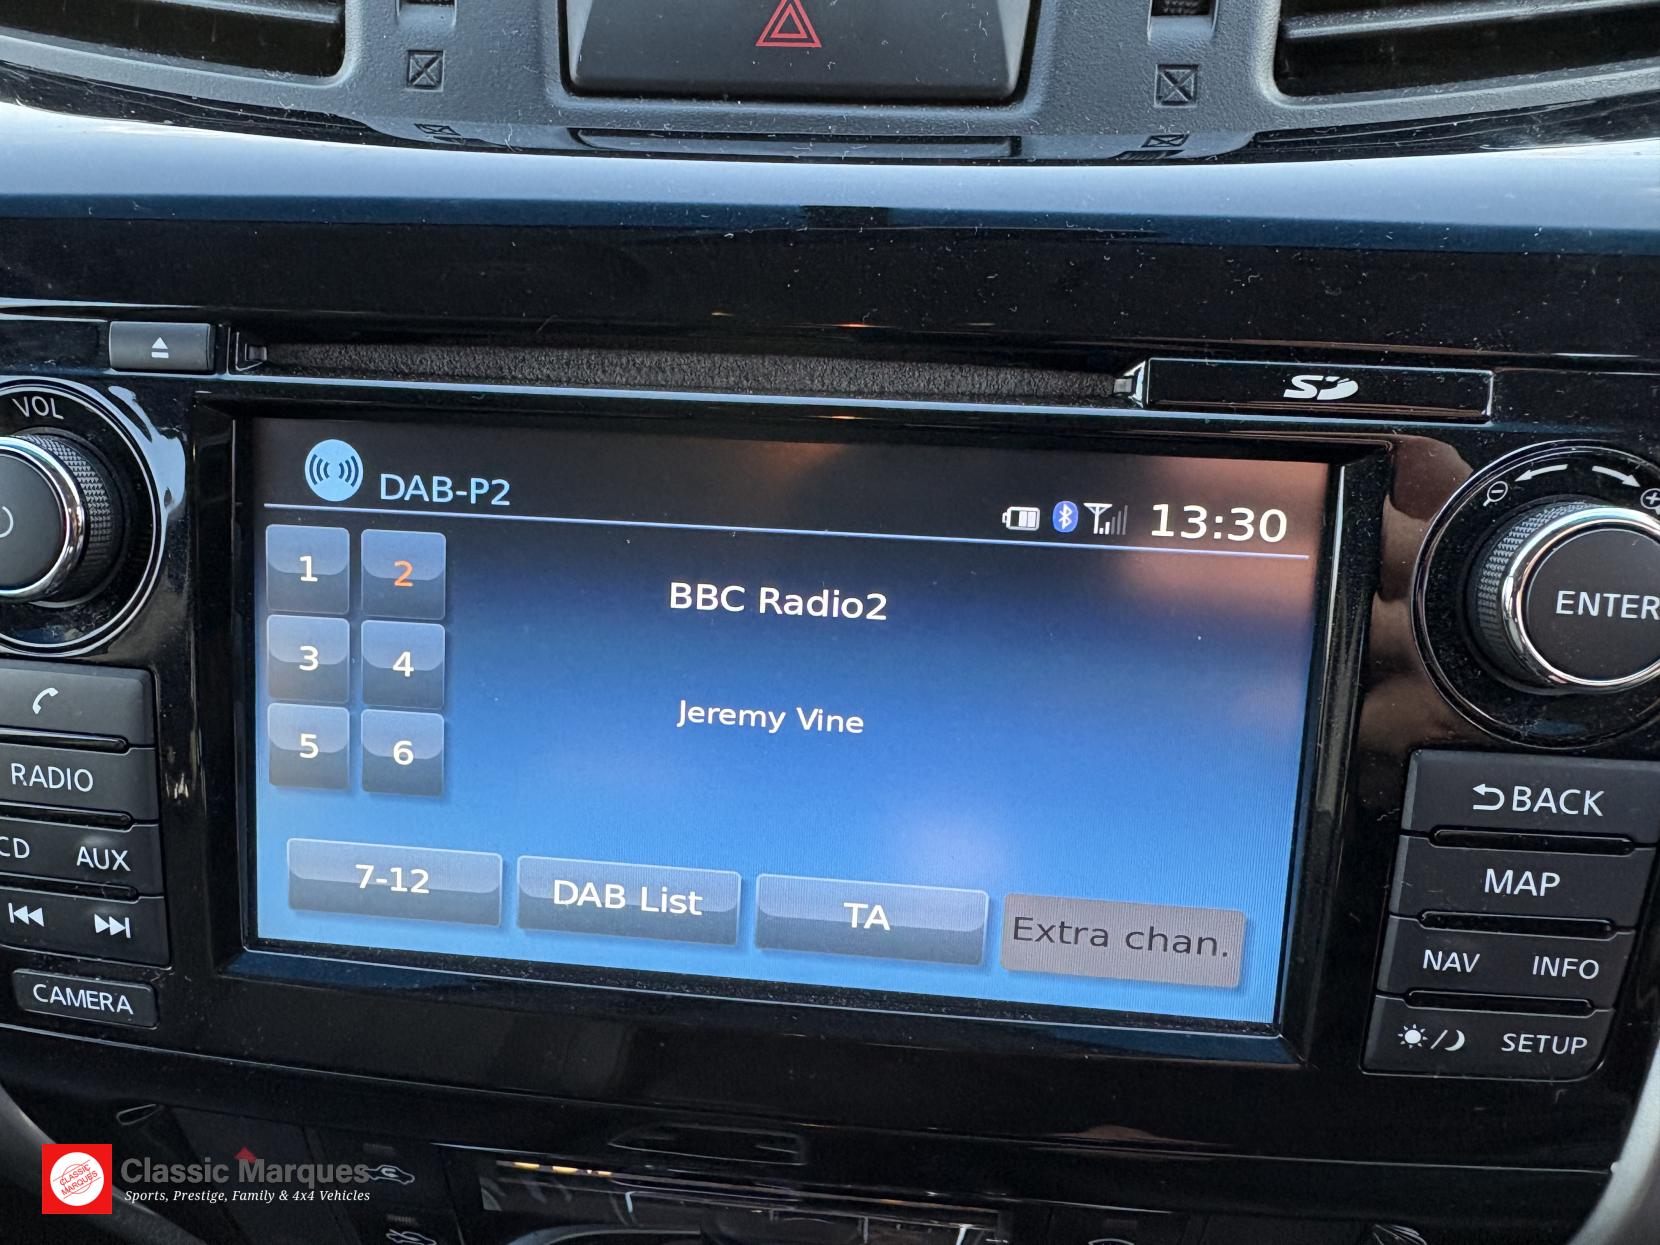 SD
VOL
DAB-P2
13:30
1 2
3 4
5 6
BBC Radio2
Jeremy Vine
7-12
DAB List
TA
Extra chan.
RADIO
CD AUX
CAMERA
ENTER
BACK
MAP
NAV INFO
SETUP
CLASSIC MARQUES
Classic Marques
Sports, Prestige, Family & 4x4 Vehicles